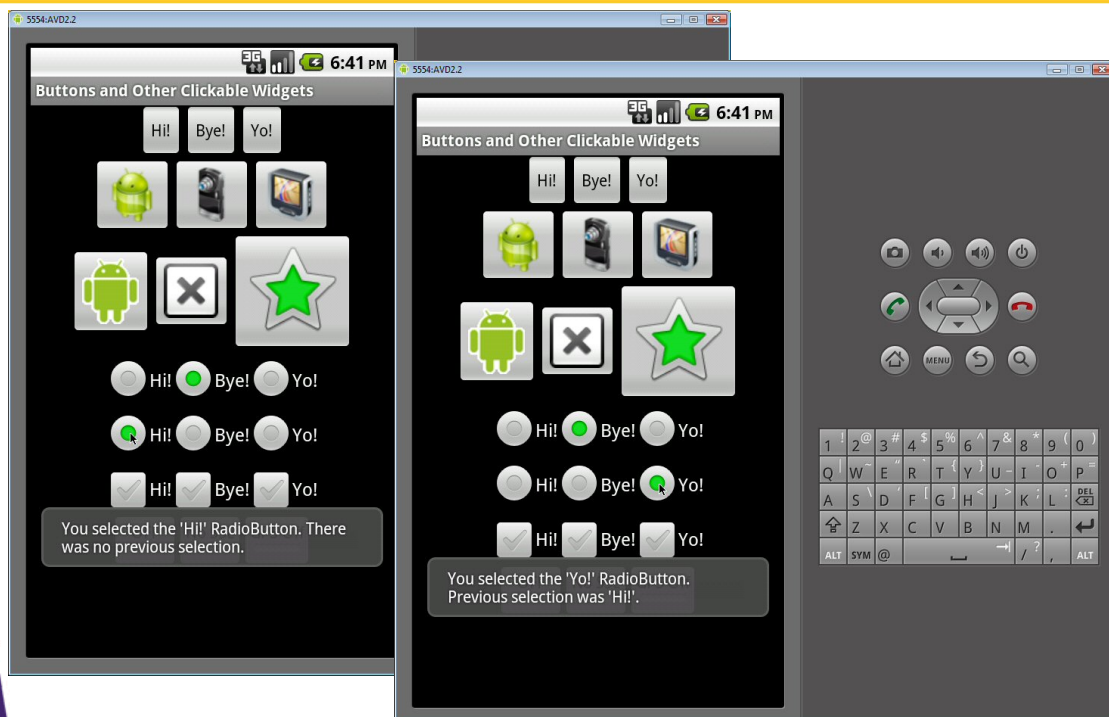 5554:AVD2.2
3G 6:41 PM
Buttons and Other Clickable Widgets
Hi! Bye! Yo!
Hi! Bye! Yo!
Hi! Bye! Yo!
Hi! Bye! Yo!
You selected the 'Hi!' RadioButton. There
was no previous selection.
5554:AVD2.2
3G 6:41 PM
Buttons and Other Clickable Widgets
Hi! Bye! Yo!
Hi! Bye! Yo!
Hi! Bye! Yo!
Hi! Bye! Yo!
You selected the 'Yo!' RadioButton.
Previous selection was 'Hi!'.
MENU
1 ! 2 @ 3 # 4 $ 5 % 6 ^ 7 & 8 * 9 ( 0 )
Q | W ~ E " R ` T { Y } U _ I - O + P =
A S \ D ' F [ G ] H < J > K ; L : DEL
Z X C V B N M .
ALT SYM @ / ? , ALT